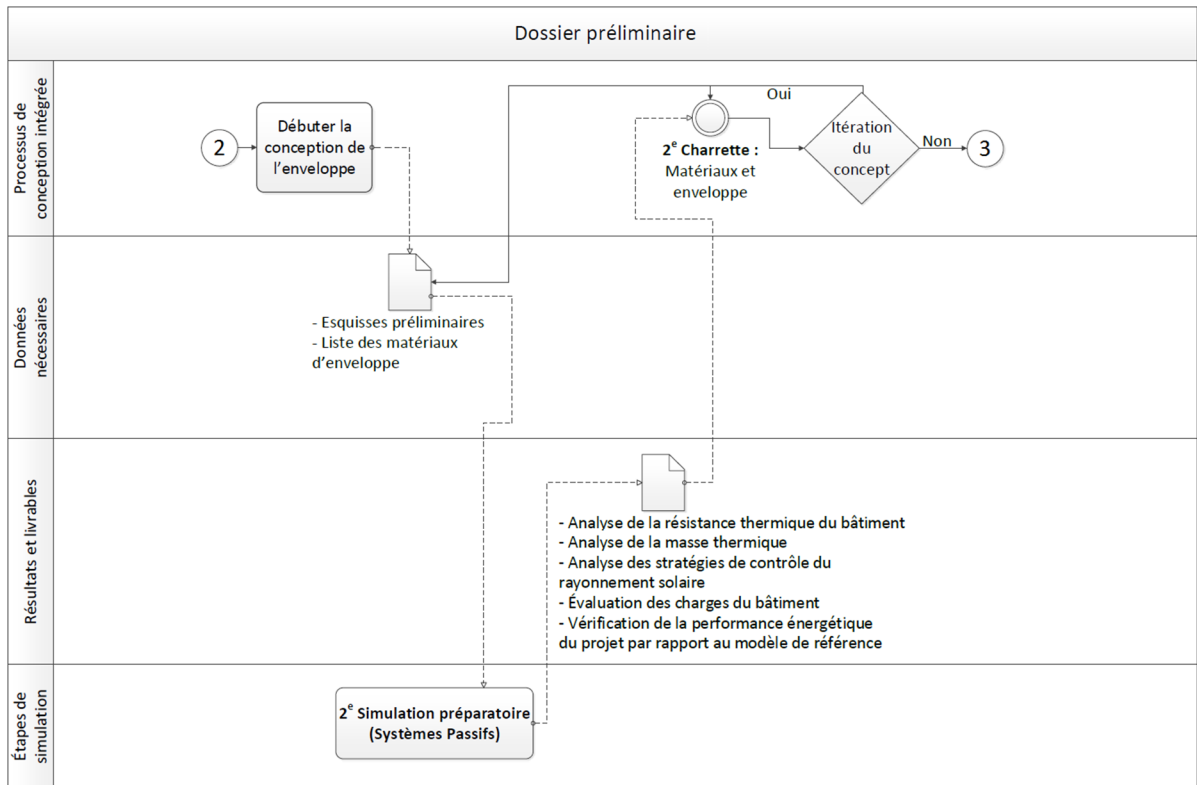 Dossier préliminaire
Processus de
conception intégrée
2
Débuter la
conception de
l’enveloppe
2e Charrette :
Matériaux et
enveloppe
Oui
Itération
du
concept
Non
3
Données
nécessaires
- Esquisses préliminaires
- Liste des matériaux
d’enveloppe
Résultats et livrables
- Analyse de la résistance thermique du bâtiment
- Analyse de la masse thermique
- Analyse des stratégies de contrôle du
rayonnement solaire
- Évaluation des charges du bâtiment
- Vérification de la performance énergétique
du projet par rapport au modèle de référence
Étapes de
simulation
2e Simulation préparatoire
(Systèmes Passifs)